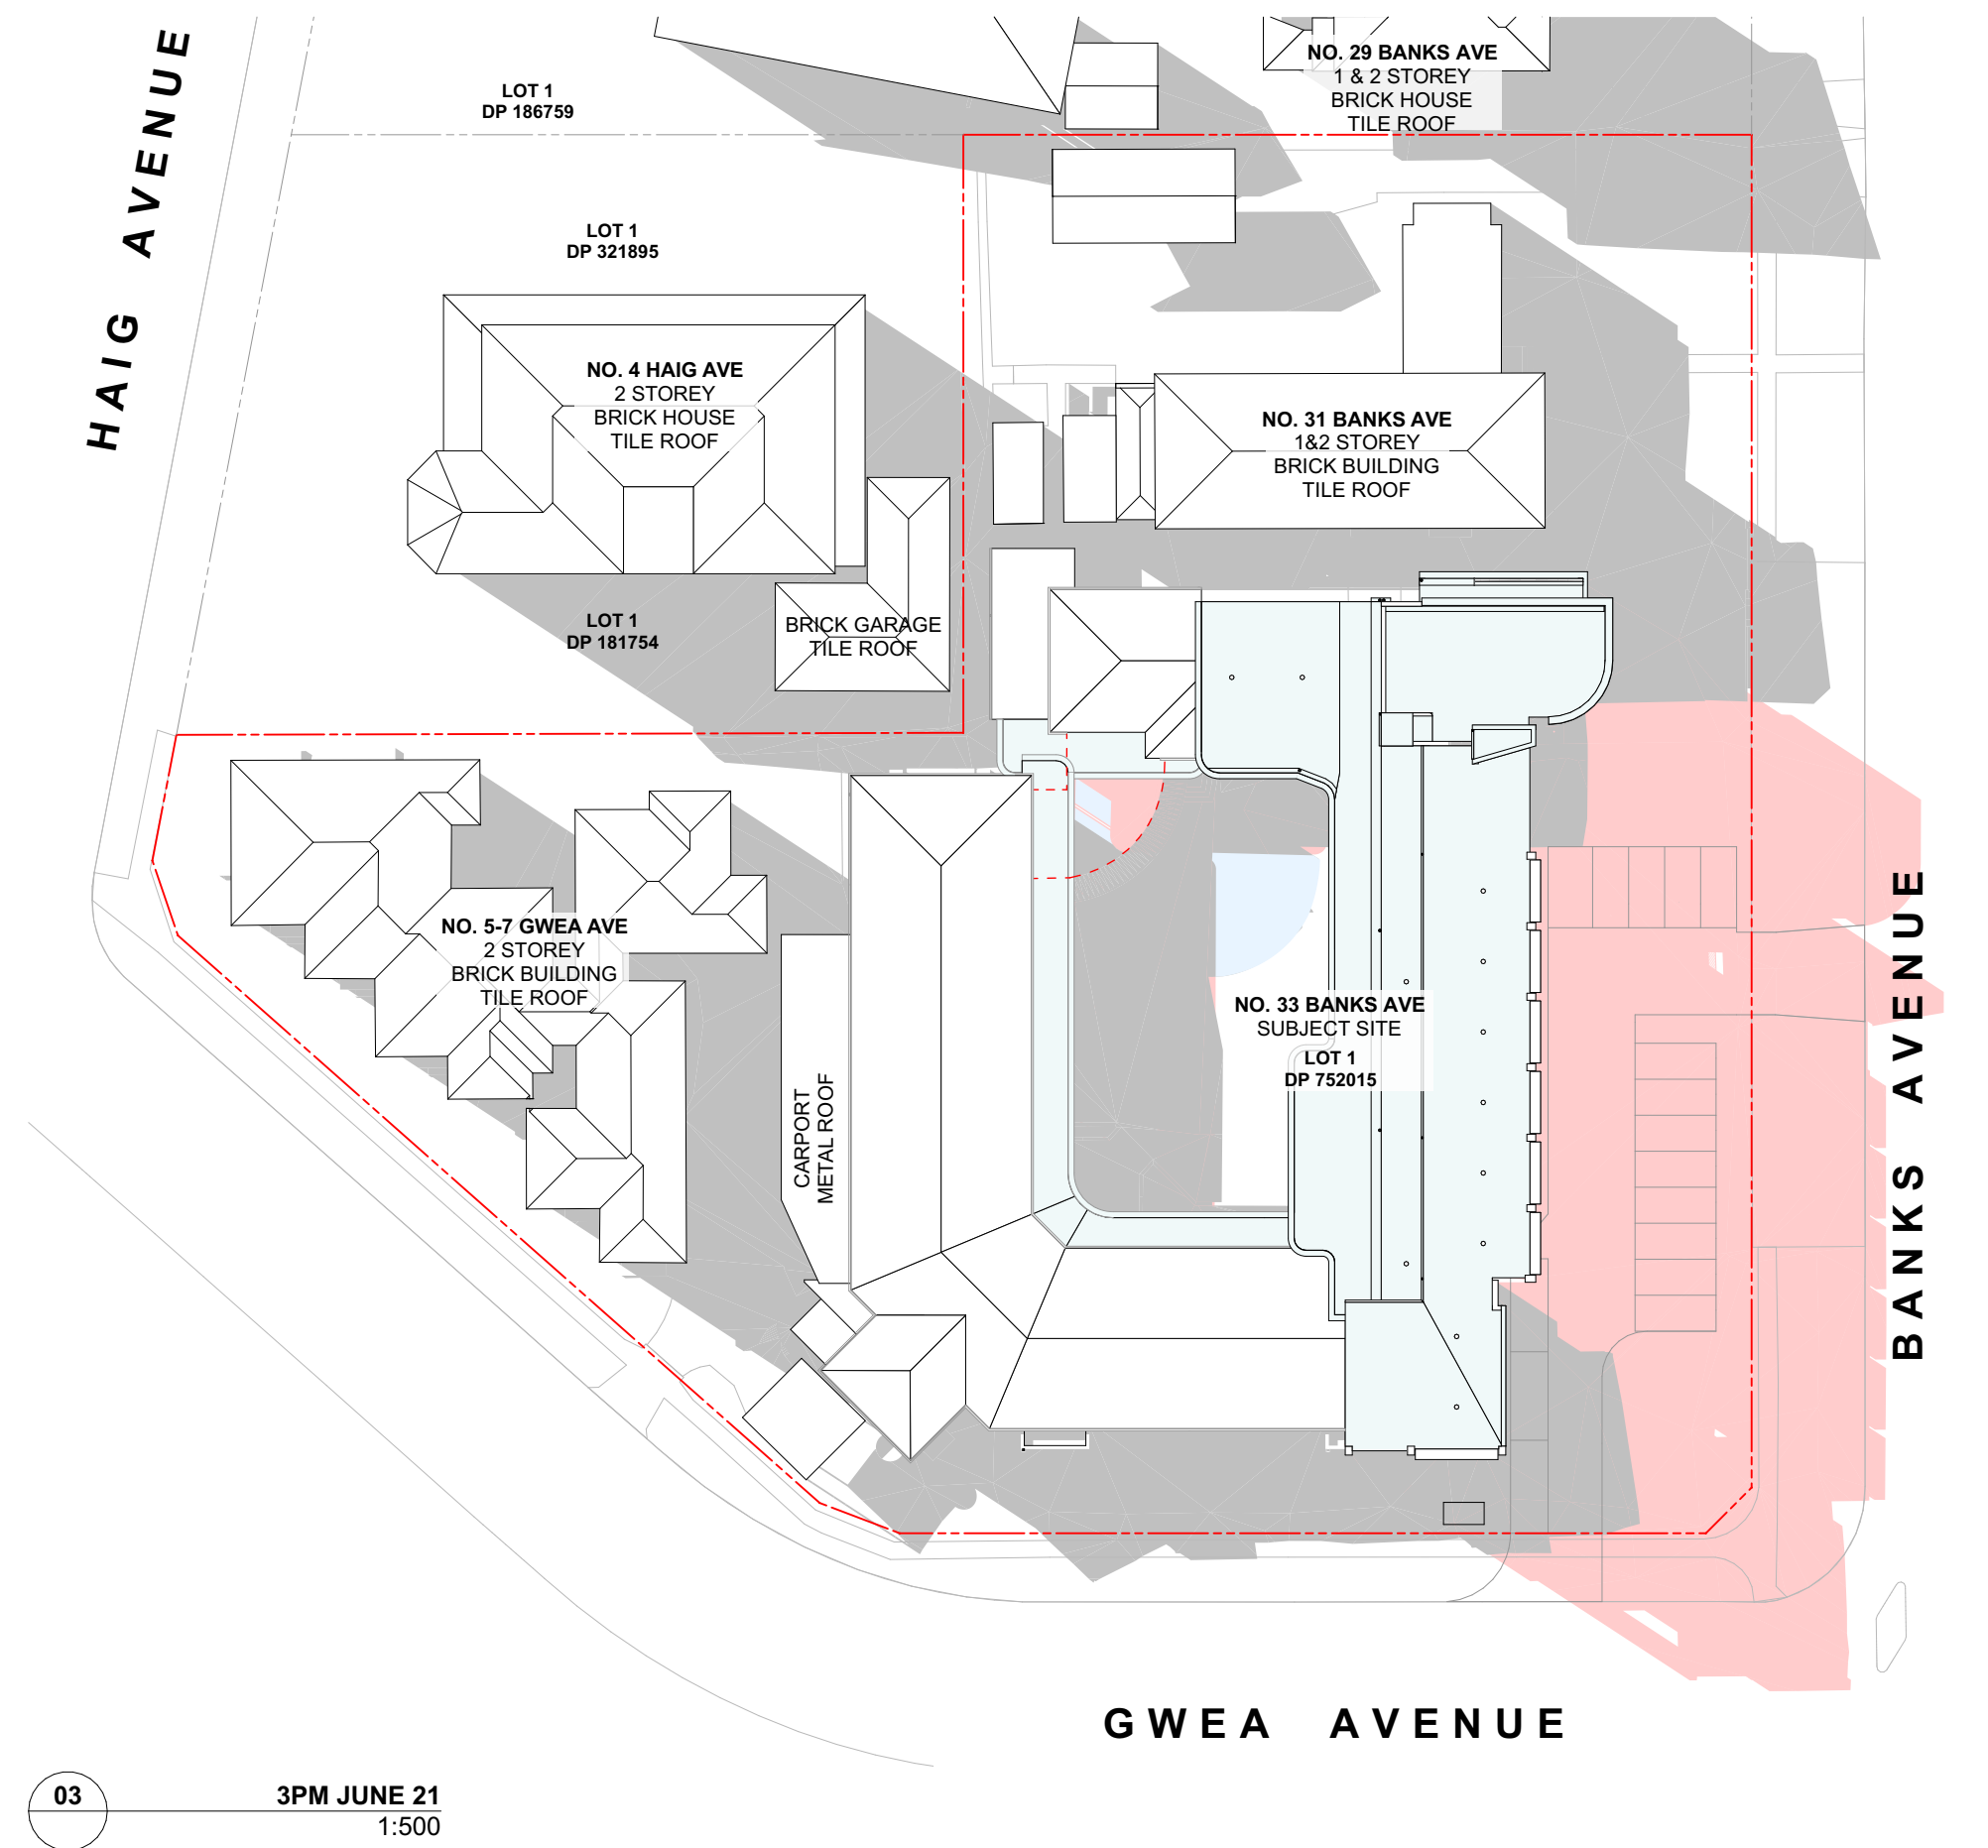 HAIG AVENUE
LOT 1
DP 186759
NO. 29 BANKS AVE
1 & 2 STOREY
BRICK HOUSE
TILE ROOF
LOT 1
DP 321895
NO. 4 HAIG AVE
2 STOREY
BRICK HOUSE
TILE ROOF
NO. 31 BANKS AVE
1&2 STOREY
BRICK BUILDING
TILE ROOF
LOT 1
DP 181754
BRICK GARAGE
TILE ROOF
NO. 5-7 GWEA AVE
2 STOREY
BRICK BUILDING
TILE ROOF
CARPORT
METAL ROOF
NO. 33 BANKS AVE
SUBJECT SITE
LOT 1
DP 752015
BANKS AVENUE
GWEA AVENUE
03
3PM JUNE 21
1:500